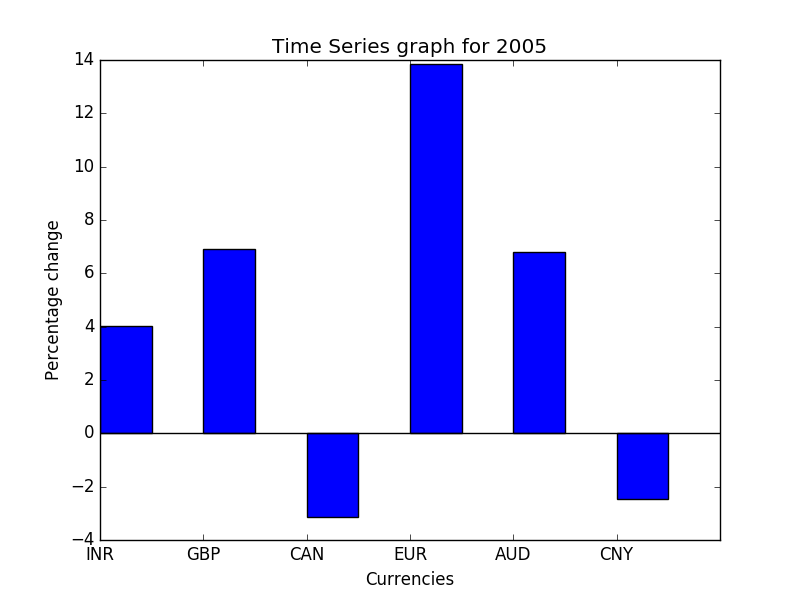 Time Series graph for 2005
14
12
10
8
6
4
2
0
−2
−4
Percentage change
INR GBP CAN EUR AUD CNY
Currencies